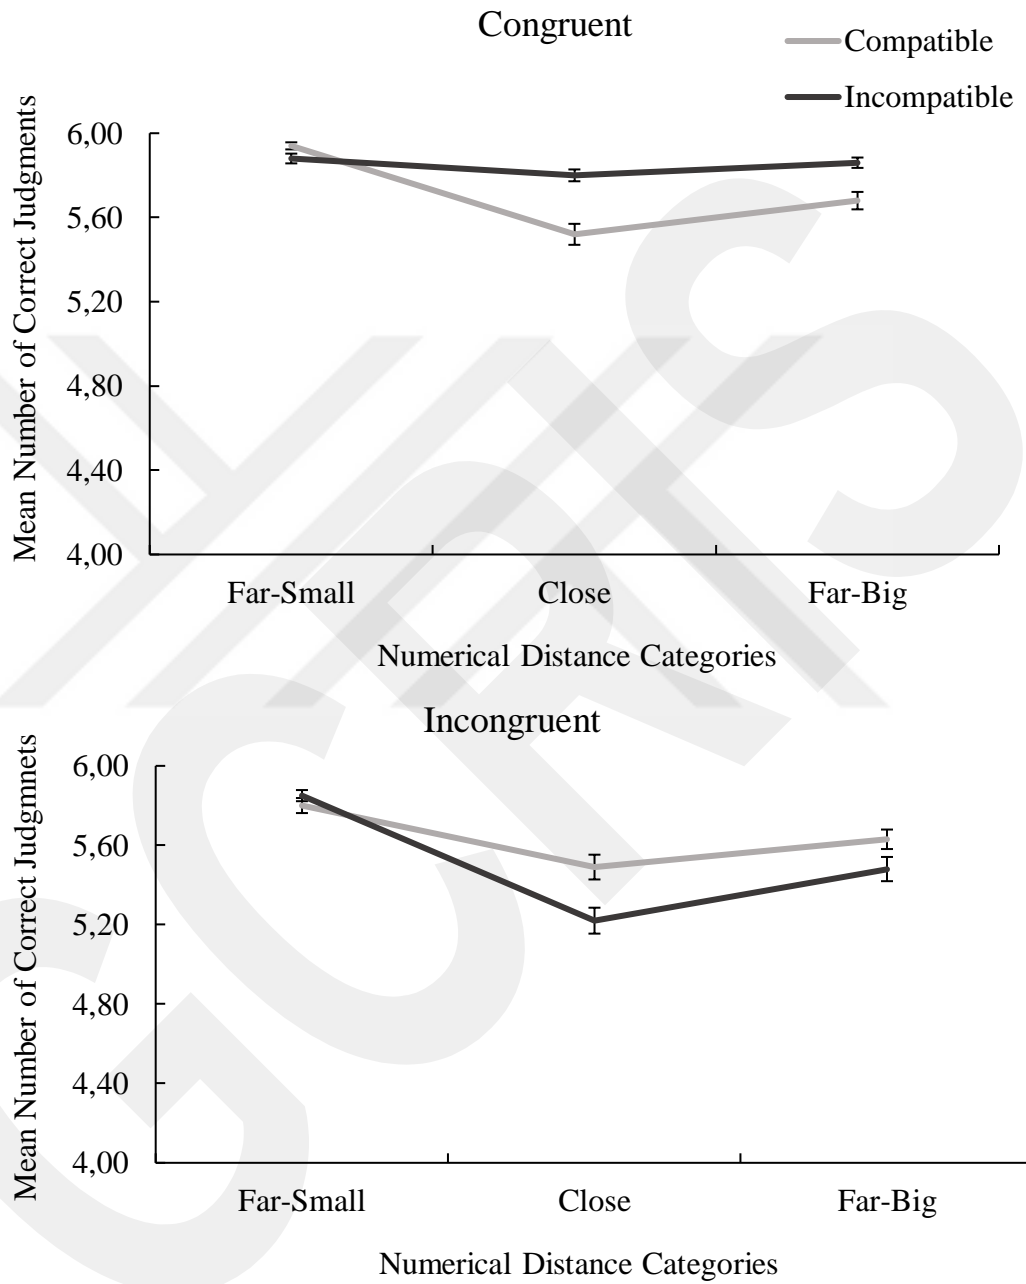 Congruent
Compatible
Incompatible
Mean Number of Correct Judgments
6,00
5,60
5,20
4,80
4,40
4,00
Far-Small Close Far-Big
Numerical Distance Categories
Incongruent
Mean Number of Correct Judgmnets
6,00
5,60
5,20
4,80
4,40
4,00
Far-Small Close Far-Big
Numerical Distance Categories
GCRIS